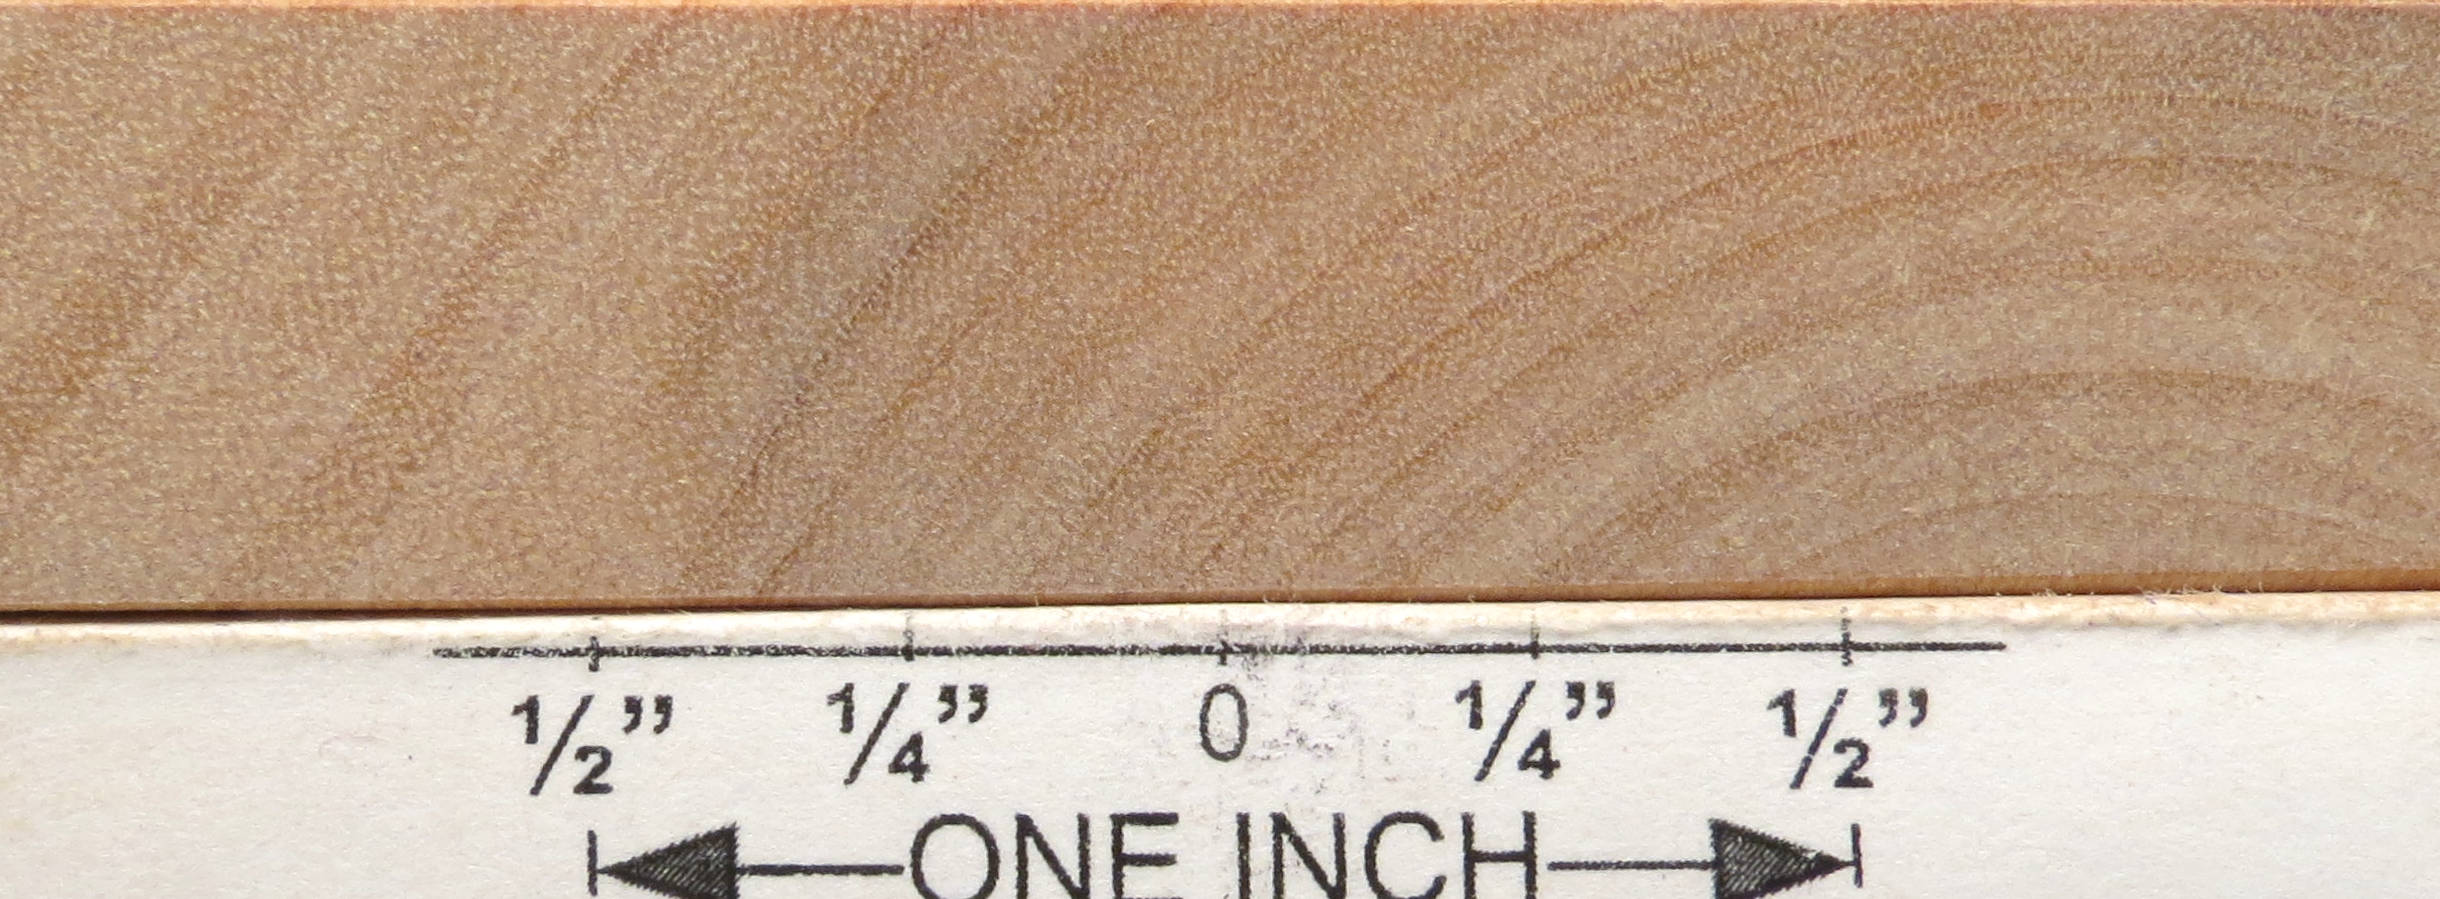 1/2” 1/4” 0 1/4” 1/2”
ONE INCH